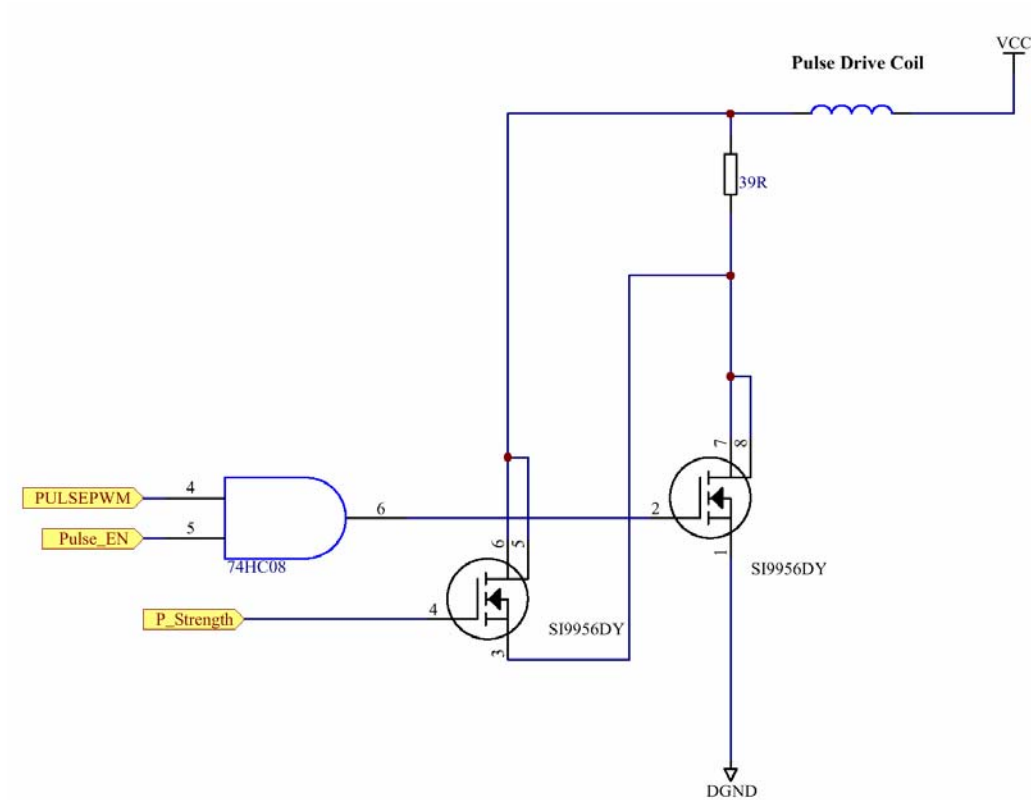 VCC
Pulse Drive Coil
39R
7
8
PULSEPWM
4
6
2
Pulse_EN
5
74HC08
6
5
1
SI9956DY
P_Strength
4
SI9956DY
3
DGND